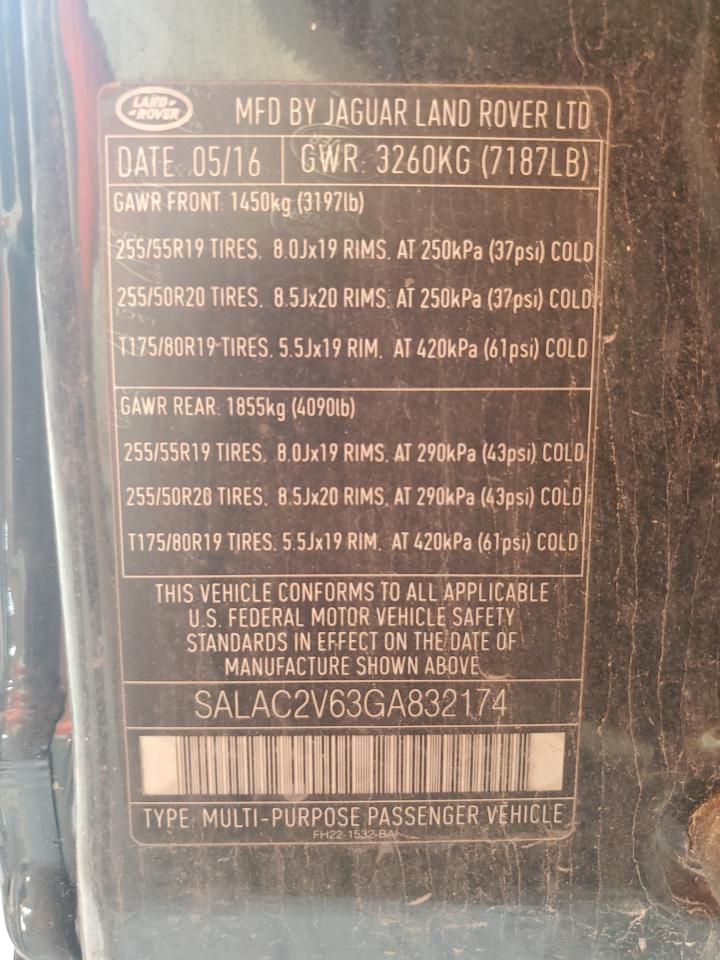 LAND ROVER
MFD BY JAGUAR LAND ROVER LTD
DATE 05/16 GWR: 3260KG (7187LB)
GAWR FRONT: 1450kg (3197lb)
255/55R19 TIRES. 8.0Jx19 RIMS. AT 250kPa (37psi) COLD
255/50R20 TIRES. 8.5Jx20 RIMS. AT 250kPa (37psi) COLD
T175/80R19 TIRES. 5.5Jx19 RIM. AT 420kPa (61psi) COLD
GAWR REAR: 1855kg (4090lb)
255/55R19 TIRES. 8.0Jx19 RIMS. AT 290kPa (43psi) COLD
255/50R20 TIRES. 8.5Jx20 RIMS. AT 290kPa (43psi) COLD
T175/80R19 TIRES. 5.5Jx19 RIM. AT 420kPa (61psi) COLD
THIS VEHICLE CONFORMS TO ALL APPLICABLE
U.S. FEDERAL MOTOR VEHICLE SAFETY
STANDARDS IN EFFECT ON THE DATE OF
MANUFACTURE SHOWN ABOVE
SALAC2V63GA832174
TYPE: MULTI-PURPOSE PASSENGER VEHICLE
FH22-1532-BA